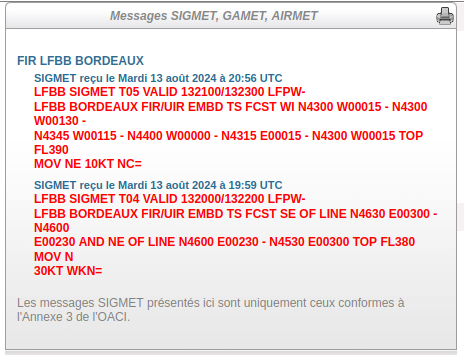 Messages SIGMET, GAMET, AIRMET
FIR LFBB BORDEAUX
SIGMET reçu le Mardi 13 août 2024 à 20:56 UTC
LFBB SIGMET T05 VALID 132100/132300 LFPW-
LFBB BORDEAUX FIR/UIR EMBD TS FCST WI N4300 W00015 - N4300
W00130 -
N4345 W00115 - N4400 W00000 - N4315 E00015 - N4300 W00015 TOP
FL390
MOV NE 10KT NC=
SIGMET reçu le Mardi 13 août 2024 à 19:59 UTC
LFBB SIGMET T04 VALID 132000/132200 LFPW-
LFBB BORDEAUX FIR/UIR EMBD TS FCST SE OF LINE N4630 E00300 -
N4600
E00230 AND NE OF LINE N4600 E00230 - N4530 E00300 TOP FL380
MOV N
30KT WKN=
Les messages SIGMET présentés ici sont uniquement ceux conformes à
l'Annexe 3 de l'OACI.